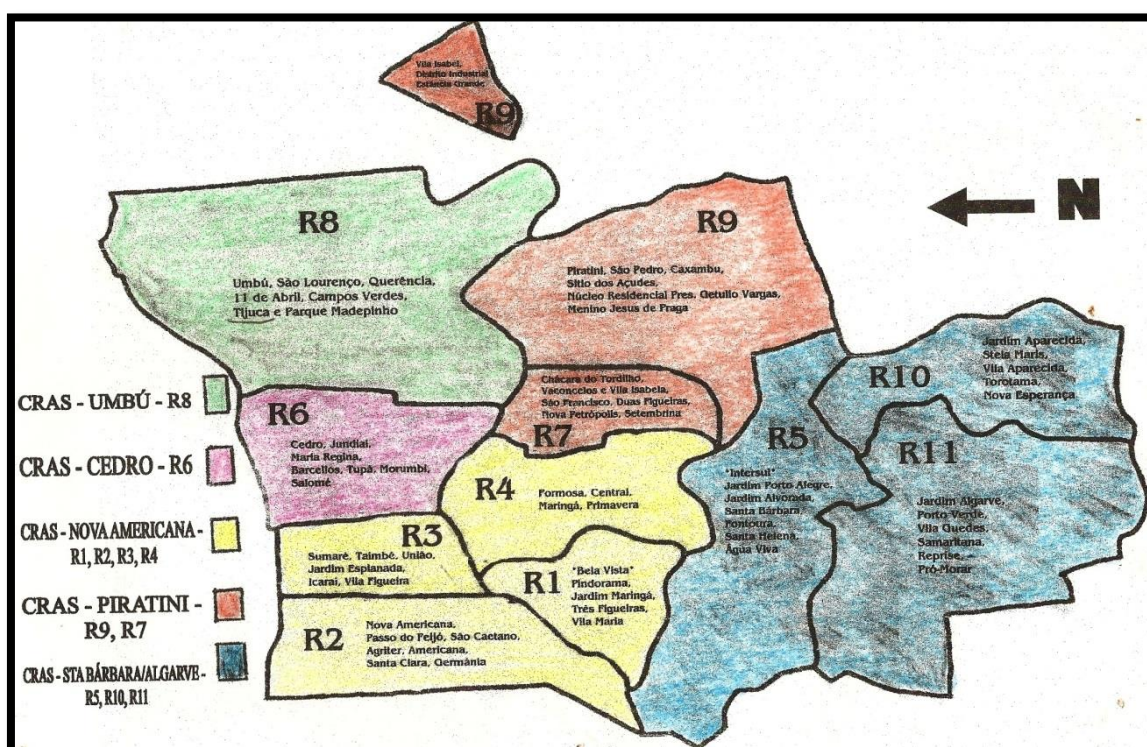 Vila Isabel,
Distrito Industrial
Estância Grande
R9
N
R8
Umbú, São Lourenço, Querência,
11 de Abril, Campos Verdes,
Tijuca e Parque Madepinho
R9
Piratini, São Pedro, Caxambu,
Sítio dos Açudes,
Núcleo Residencial Pres. Getulio Vargas,
Menino Jesus de Praga
Chácara do Tordilho,
Vaconcelos e Vila Isabela,
São Francisco, Duas Figueiras,
Nova Petrópolis, Setembrina
R7
R10
Jardim Aparecida,
Stela Maris,
Vila Aparecida,
Torotama,
Nova Esperança
R6
Cedro, Jundiaí,
Maria Regina,
Barcellos, Tupã, Morumbi,
Salomé
R4
Formosa, Central,
Maringá, Primavera
R5
"Intersul"
Jardim Porto Alegre,
Jardim Alvorada,
Santa Bárbara,
Fontoura,
Santa Helena,
Água Viva
R11
Jardim Algarve,
Porto Verde,
Vila Guedes,
Samaritana,
Reprise,
Pró-Morar
R3
Sumaré, Taimbé, União,
Jardim Esplanada,
Icaraí, Vila Figueira
R1
"Bela Vista"
Pindorama,
Jardim Maringá,
Três Figueiras,
Vila Maria
R2
Nova Americana,
Passo do Feijó, São Caetano,
Agriter, Americana,
Santa Clara, Germânia
CRAS - UMBÚ - R8
CRAS - CEDRO - R6
CRAS - NOVA AMERICANA -
R1, R2, R3, R4
CRAS - PIRATINI -
R9, R7
CRAS - STA BÁRBARA/ALGARVE -
R5, R10, R11